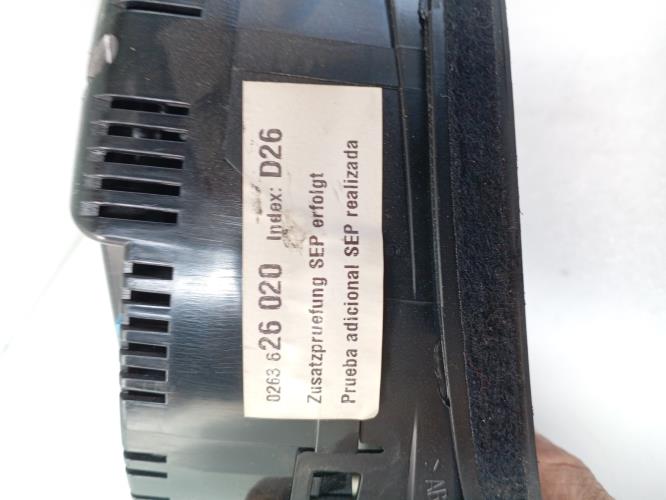 0263 626 020 Index: D26
Zusatzpruefung SEP erfolgt
Prueba adicional SEP realizada